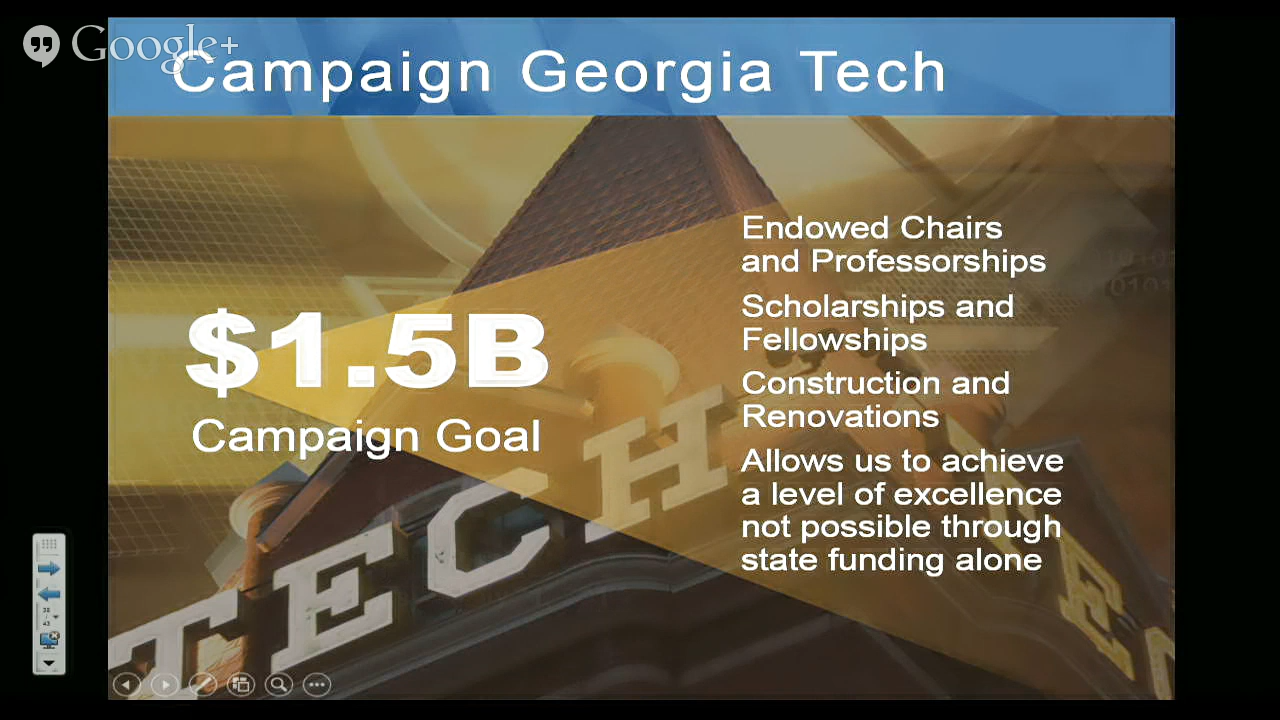 Google+
Campaign Georgia Tech
$1.5B
Campaign Goal
Endowed Chairs
and Professorships
Scholarships and
Fellowships
Construction and
Renovations
Allows us to achieve
a level of excellence
not possible through
state funding alone
TECH